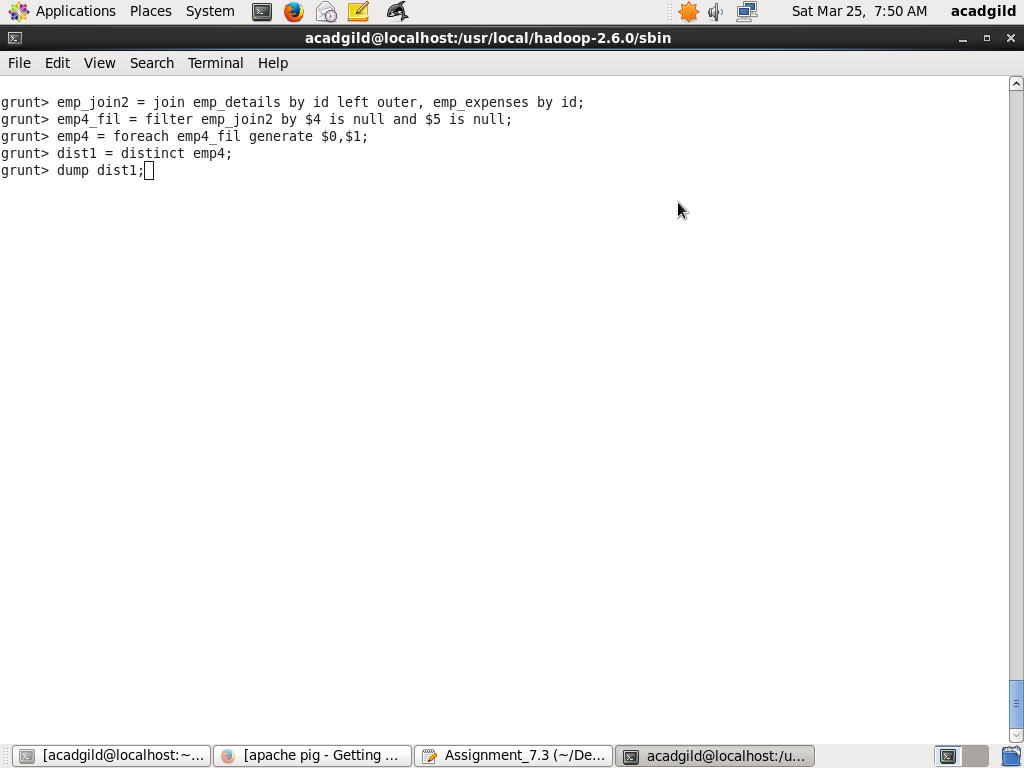 Applications Places System Sat Mar 25, 7:50 AM acadgild
acadgild@localhost:/usr/local/hadoop-2.6.0/sbin
File Edit View Search Terminal Help
grunt> emp_join2 = join emp_details by id left outer, emp_expenses by id;
grunt> emp4_fil = filter emp_join2 by $4 is null and $5 is null;
grunt> emp4 = foreach emp4_fil generate $0,$1;
grunt> dist1 = distinct emp4;
grunt> dump dist1;
[acadgild@localhost:~... [apache pig - Getting ... Assignment_7.3 (~/De... acadgild@localhost:/u...